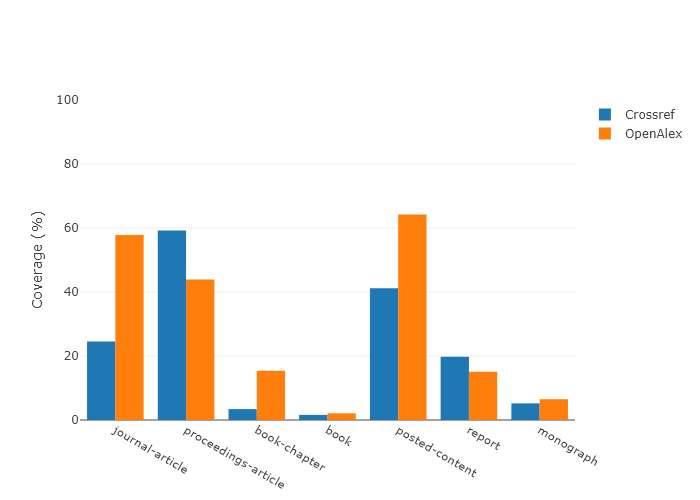 100
80
60
40
20
0
Coverage (%)
Crossref
OpenAlex
journal-article
proceedings-article
book-chapter
book
posted-content
report
monograph